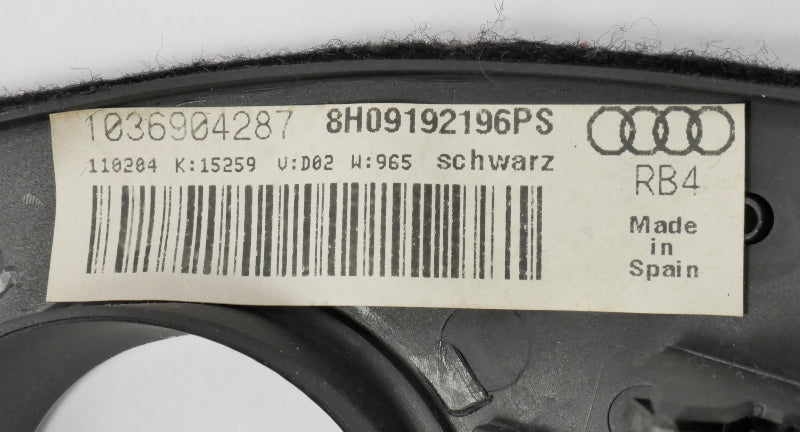 1036904287 8H09192196PS
110204 K:15259 V:D02 W:965 schwarz
RB4
Made
in
Spain